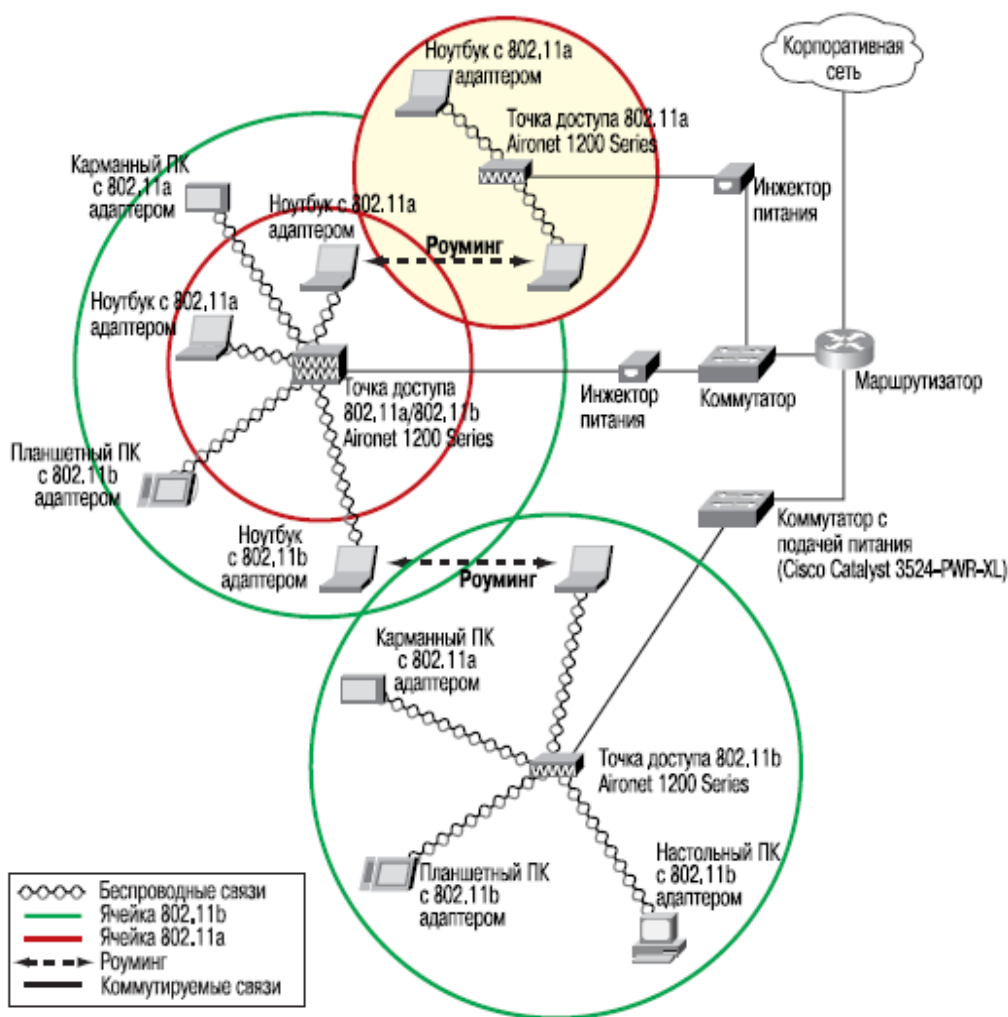 Ноутбук с 802.11a
адаптером
Корпоративная
сеть
Точка доступа 802.11a
Aironet 1200 Series
Карманный ПК
с 802.11a
адаптером
Инжектор
питания
Ноутбук с 802.11a
адаптером
Роуминг
Ноутбук с 802.11a
адаптером
Точка доступа
802.11a/802.11b
Aironet 1200 Series
Инжектор
питания
Коммутатор
Маршрутизатор
Планшетный ПК
с 802.11b
адаптером
Ноутбук
с 802.11b
адаптером
Роуминг
Коммутатор с
подачей питания
(Cisco Catalyst 3524-PWR-XL)
Карманный ПК
с 802.11a
адаптером
Точка доступа 802.11b
Aironet 1200 Series
Планшетный ПК
с 802.11b
адаптером
Настольный ПК
с 802.11b
адаптером
Беспроводные связи
Ячейка 802.11b
Ячейка 802.11a
Роуминг
Коммутируемые связи